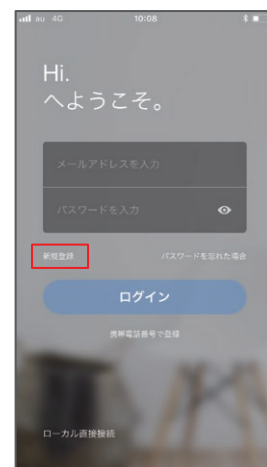 au 4G 10:08
Hi.
へようこそ。
メールアドレスを入力
パスワードを入力
新規登録 パスワードを忘れた場合
ログイン
携帯電話番号で登録
ローカル直接接続